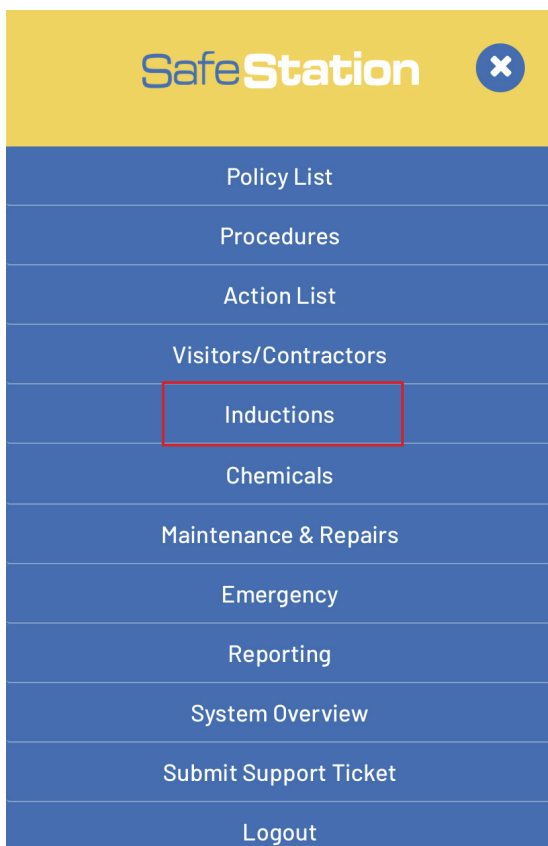 SafeStation
Policy List
Procedures
Action List
Visitors/Contractors
Inductions
Chemicals
Maintenance & Repairs
Emergency
Reporting
System Overview
Submit Support Ticket
Logout